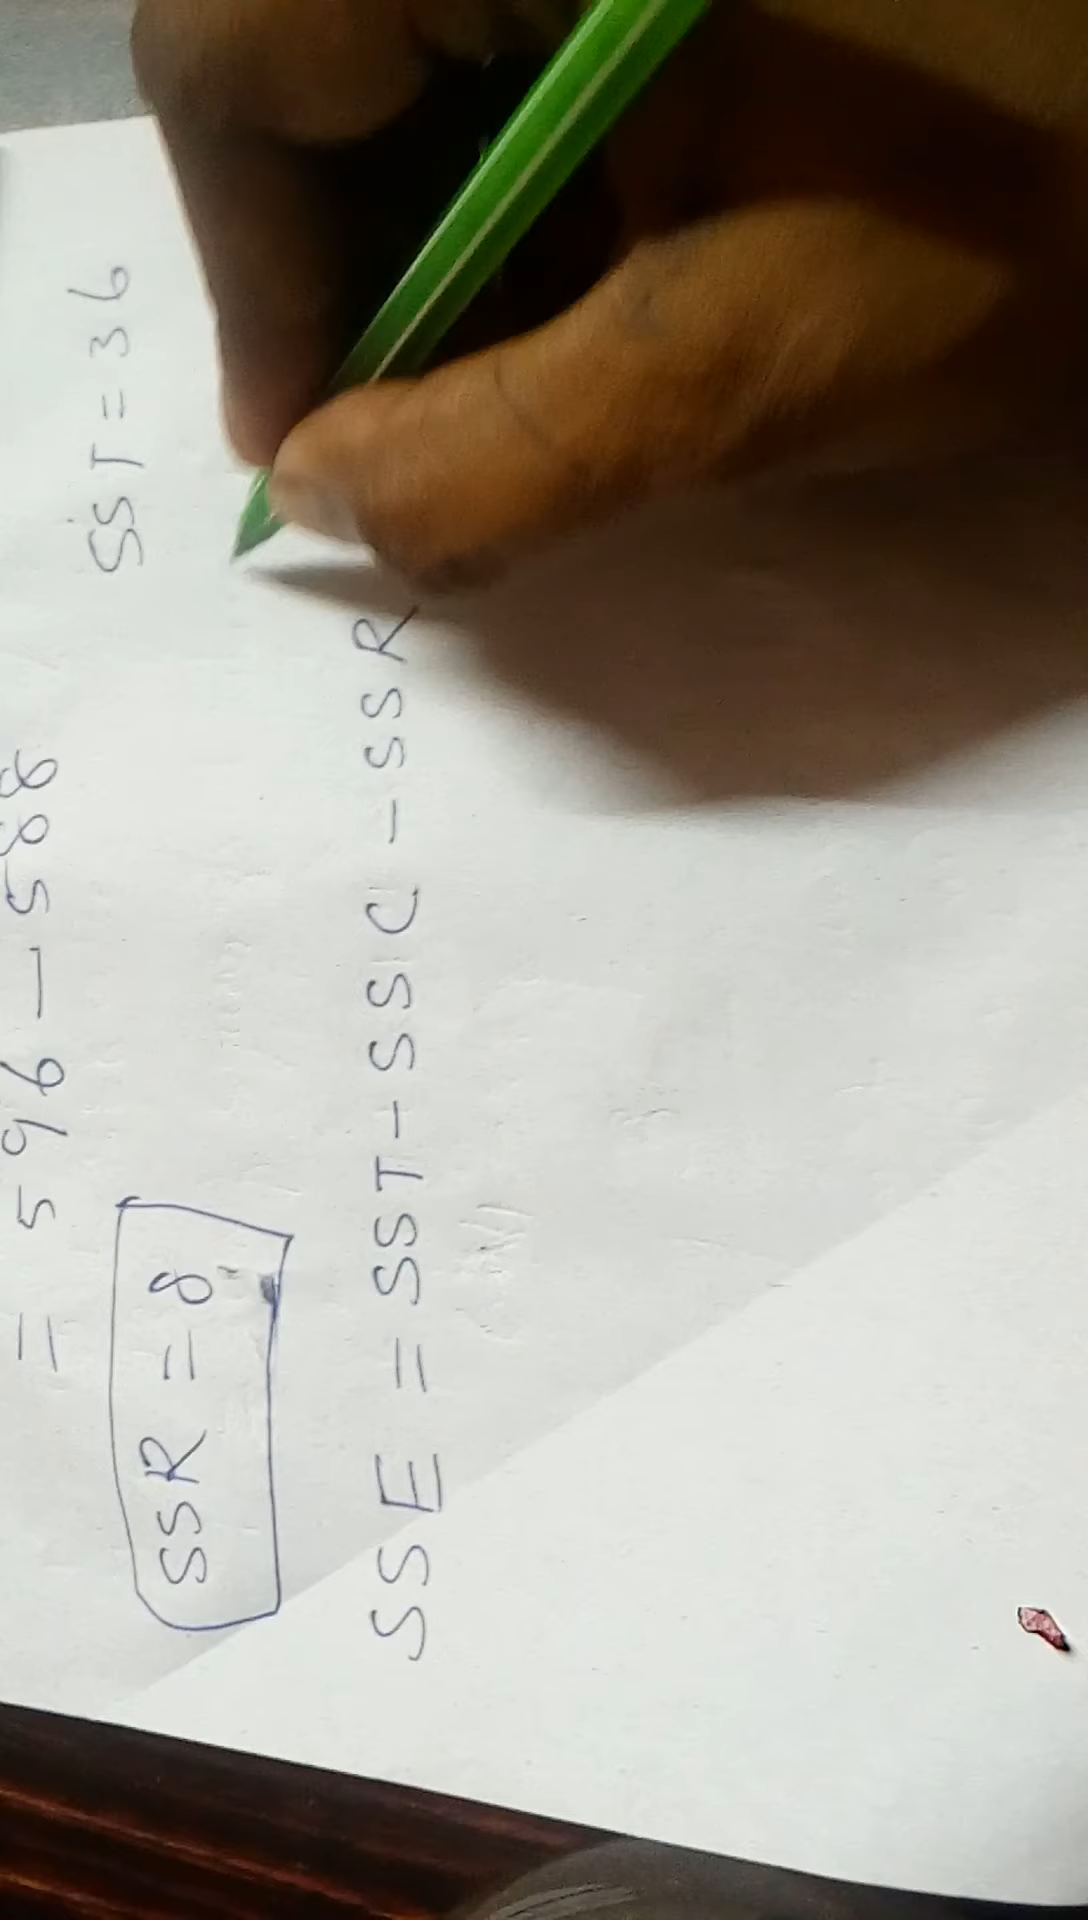 = 596 - 588
SST = 36
SSR = 8
SSE = SST - SSC - SSR